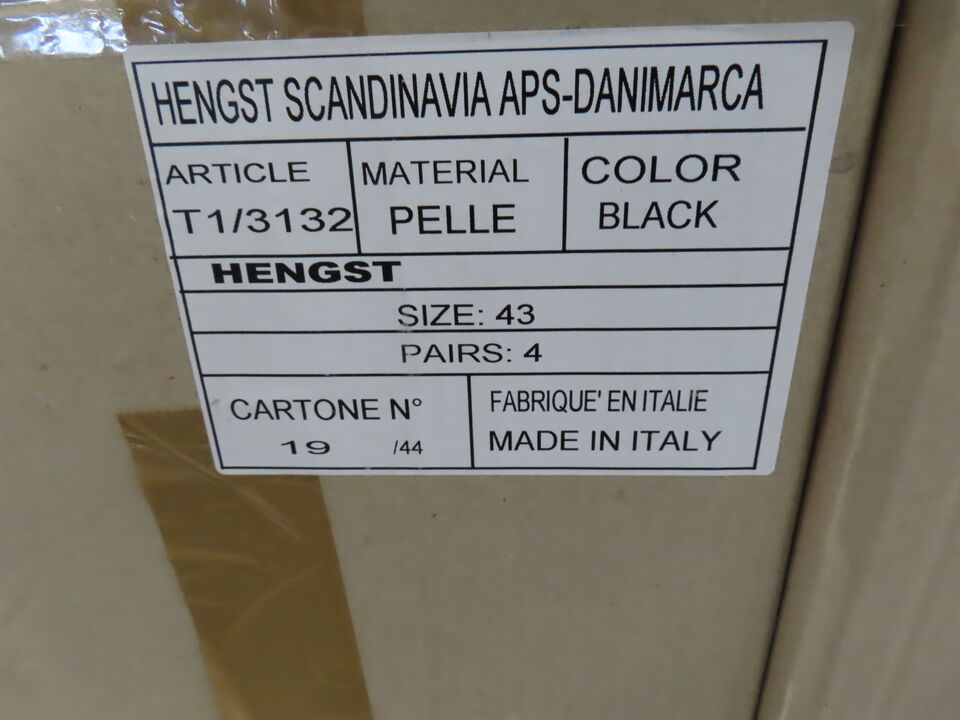 HENGST SCANDINAVIA APS-DANIMARCA
ARTICLE MATERIAL COLOR
T1/3132 PELLE BLACK
HENGST
SIZE: 43
PAIRS: 4
CARTONE N° FABRIQUE' EN ITALIE
19 /44 MADE IN ITALY